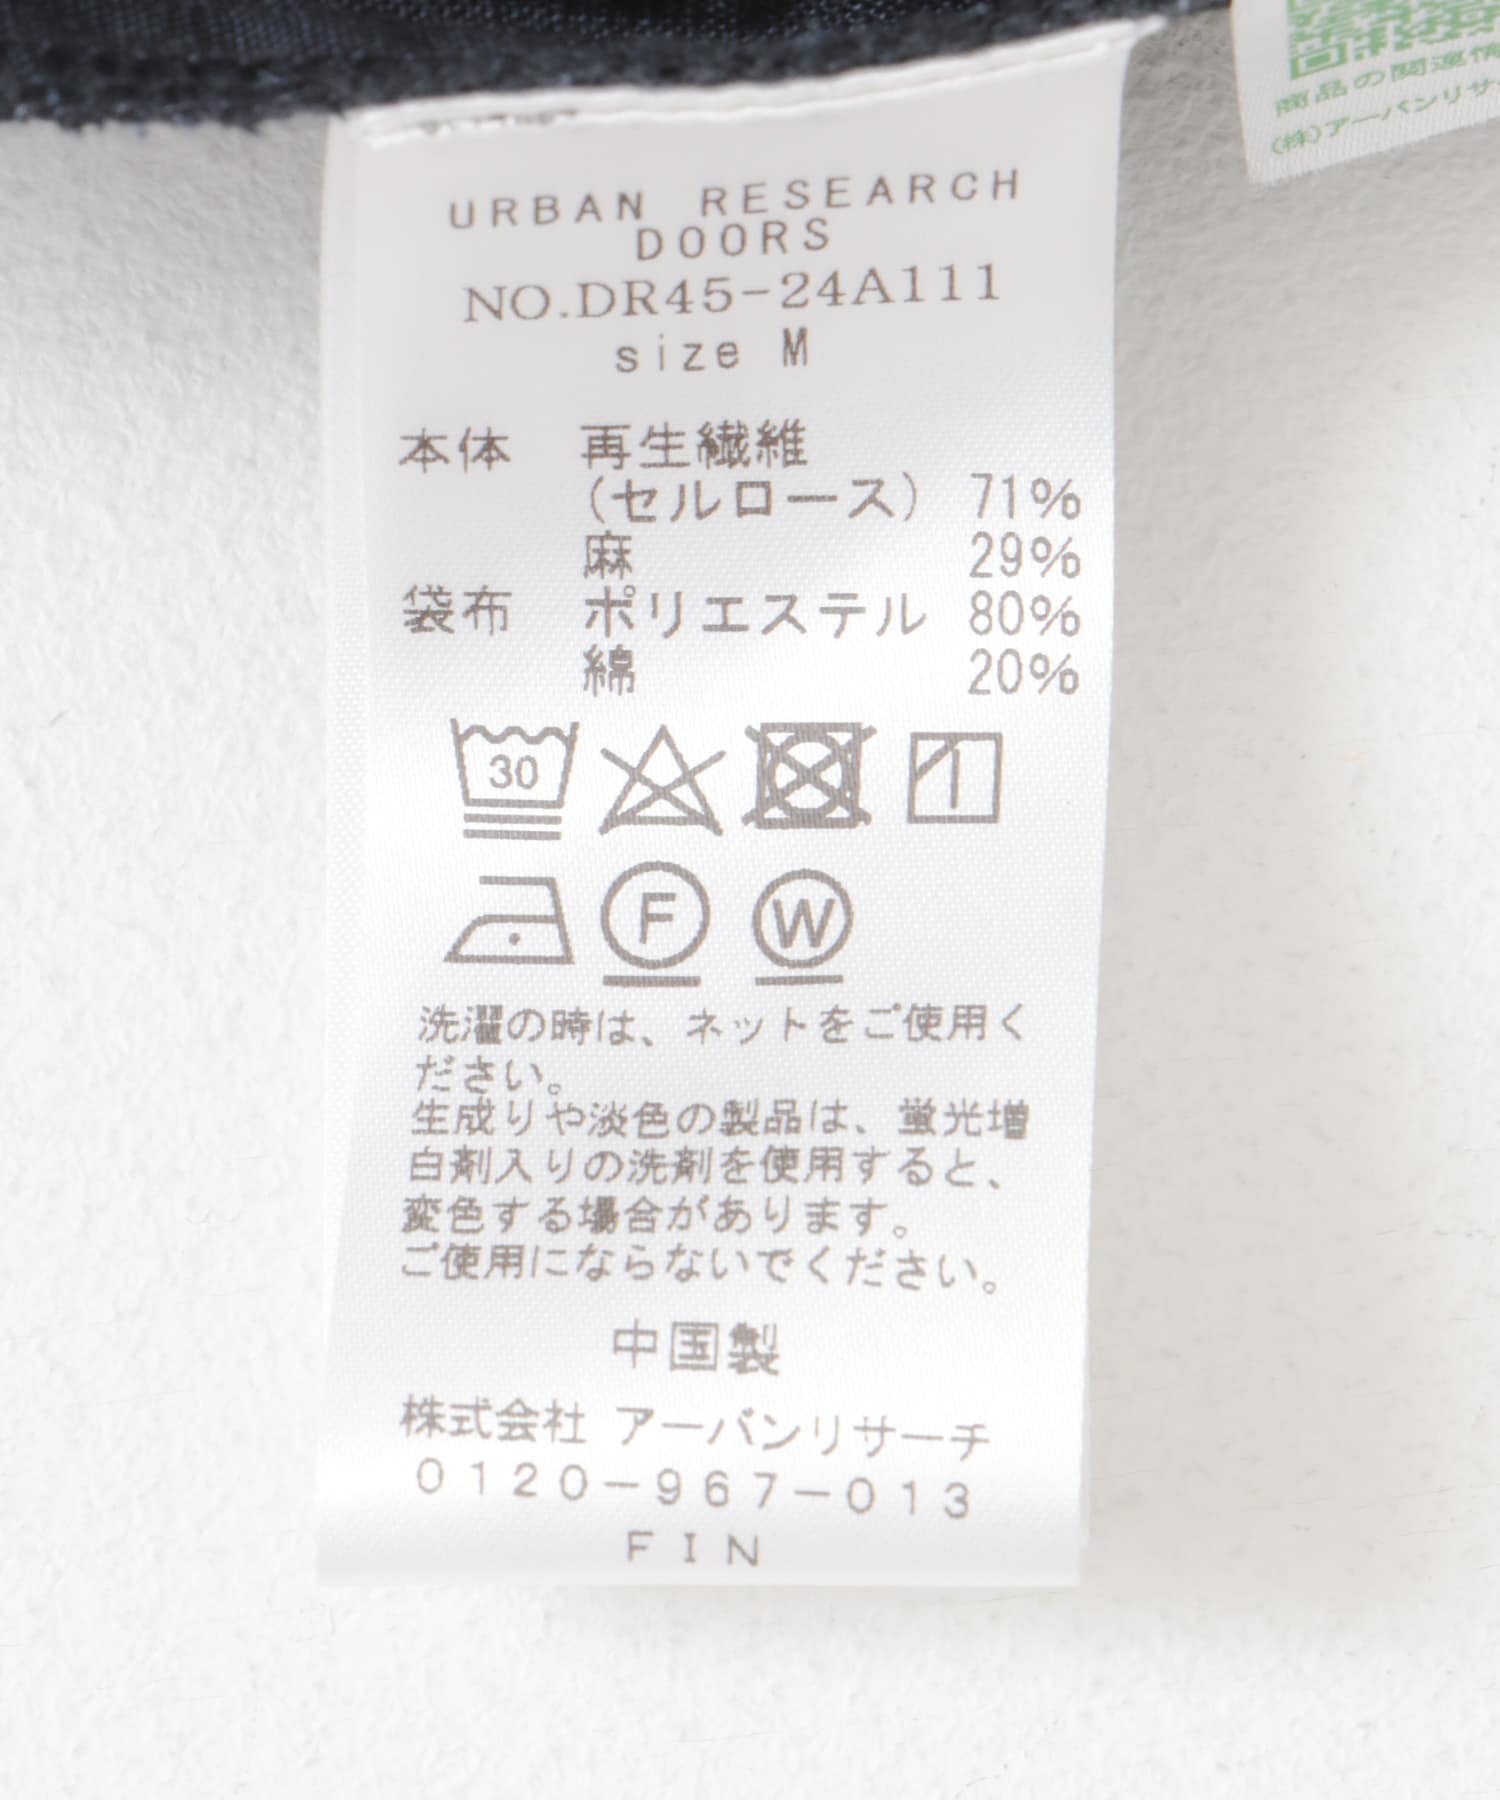 URBAN RESEARCH
DOORS
NO.DR45-24A111
size M
本体 再生繊維
(セルロース) 71%
麻 29%
袋布 ポリエステル 80%
綿 20%
30
F W
洗濯の時は、ネットをご使用く
ださい。
生成りや淡色の製品は、蛍光増
白剤入りの洗剤を使用すると、
変色する場合があります。
ご使用にならないでください。
中国製
株式会社 アーバンリサーチ
0120-967-013
FIN
商品の関連情
(株)アーバンリサ